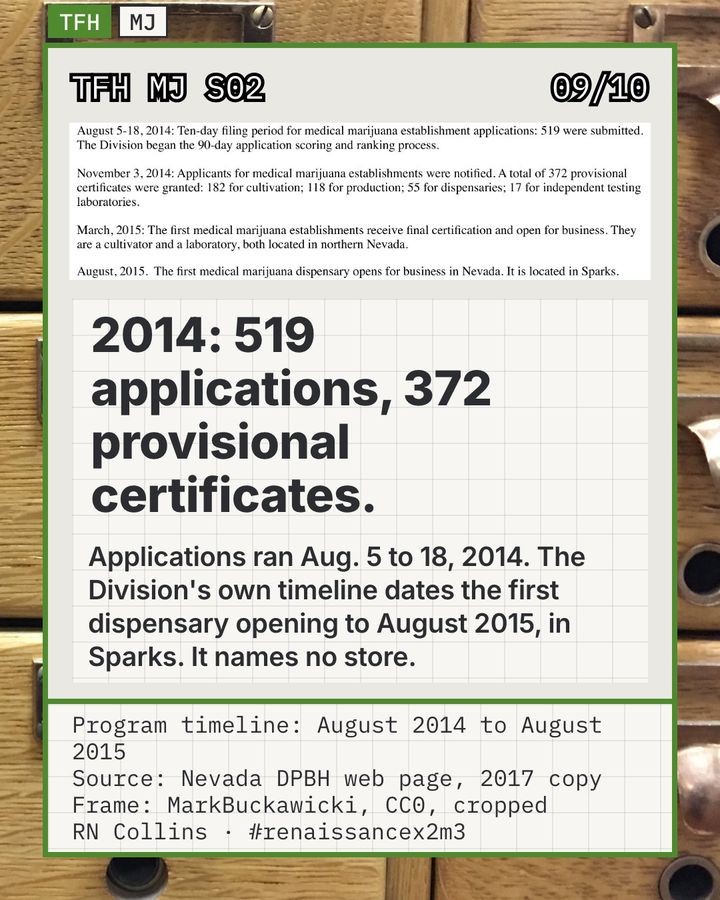 TFH MJ
TFH MJ S02 09/10
August 5-18, 2014: Ten-day filing period for medical marijuana establishment applications: 519 were submitted.
The Division began the 90-day application scoring and ranking process.
November 3, 2014: Applicants for medical marijuana establishments were notified. A total of 372 provisional
certificates were granted: 182 for cultivation; 118 for production; 55 for dispensaries; 17 for independent testing
laboratories.
March, 2015: The first medical marijuana establishments receive final certification and open for business. They
are a cultivator and a laboratory, both located in northern Nevada.
August, 2015. The first medical marijuana dispensary opens for business in Nevada. It is located in Sparks.
2014: 519
applications, 372
provisional
certificates.
Applications ran Aug. 5 to 18, 2014. The
Division's own timeline dates the first
dispensary opening to August 2015, in
Sparks. It names no store.
Program timeline: August 2014 to August
2015
Source: Nevada DPBH web page, 2017 copy
Frame: MarkBuckawicki, CC0, cropped
RN Collins · #renaissancex2m3